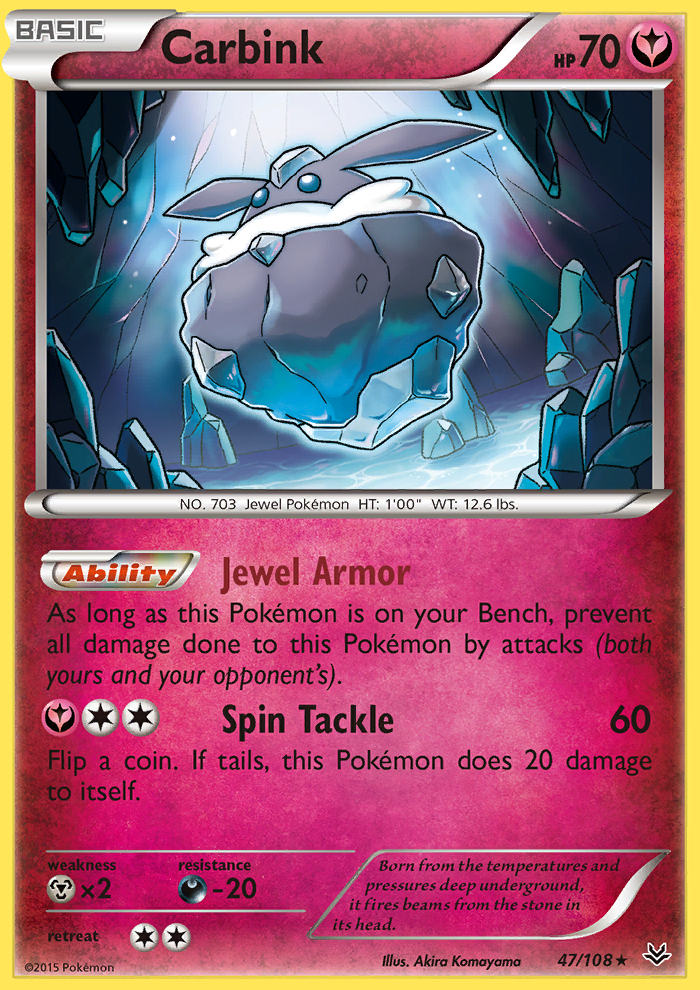 BASIC
Carbink
HP70
NO. 703 Jewel Pokémon HT: 1'00" WT: 12.6 lbs.
Ability Jewel Armor
As long as this Pokémon is on your Bench, prevent
all damage done to this Pokémon by attacks (both
yours and your opponent's).
Spin Tackle 60
Flip a coin. If tails, this Pokémon does 20 damage
to itself.
weakness resistance
×2 -20
Born from the temperatures and
pressures deep underground,
it fires beams from the stone in
its head.
retreat
©2015 Pokémon
Illus. Akira Komayama 47/108★